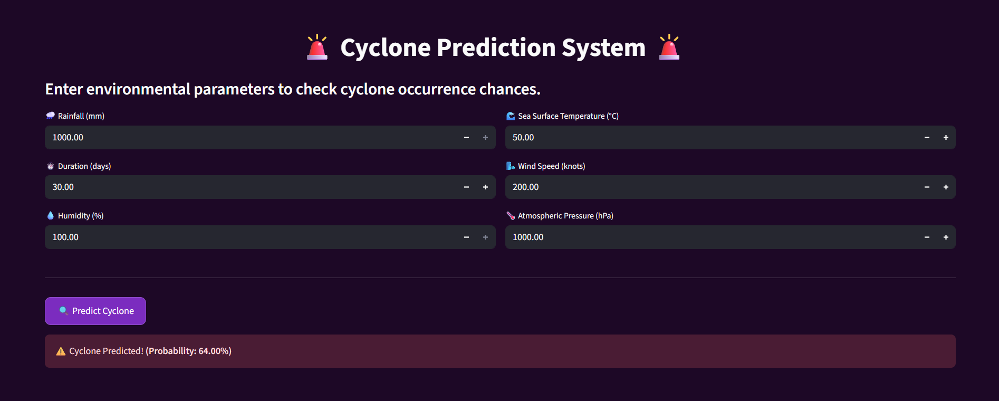 Cyclone Prediction System
Enter environmental parameters to check cyclone occurrence chances.
Rainfall (mm)
1000.00
Sea Surface Temperature (°C)
50.00
Duration (days)
30.00
Wind Speed (knots)
200.00
Humidity (%)
100.00
Atmospheric Pressure (hPa)
1000.00
Predict Cyclone
Cyclone Predicted! (Probability: 64.00%)